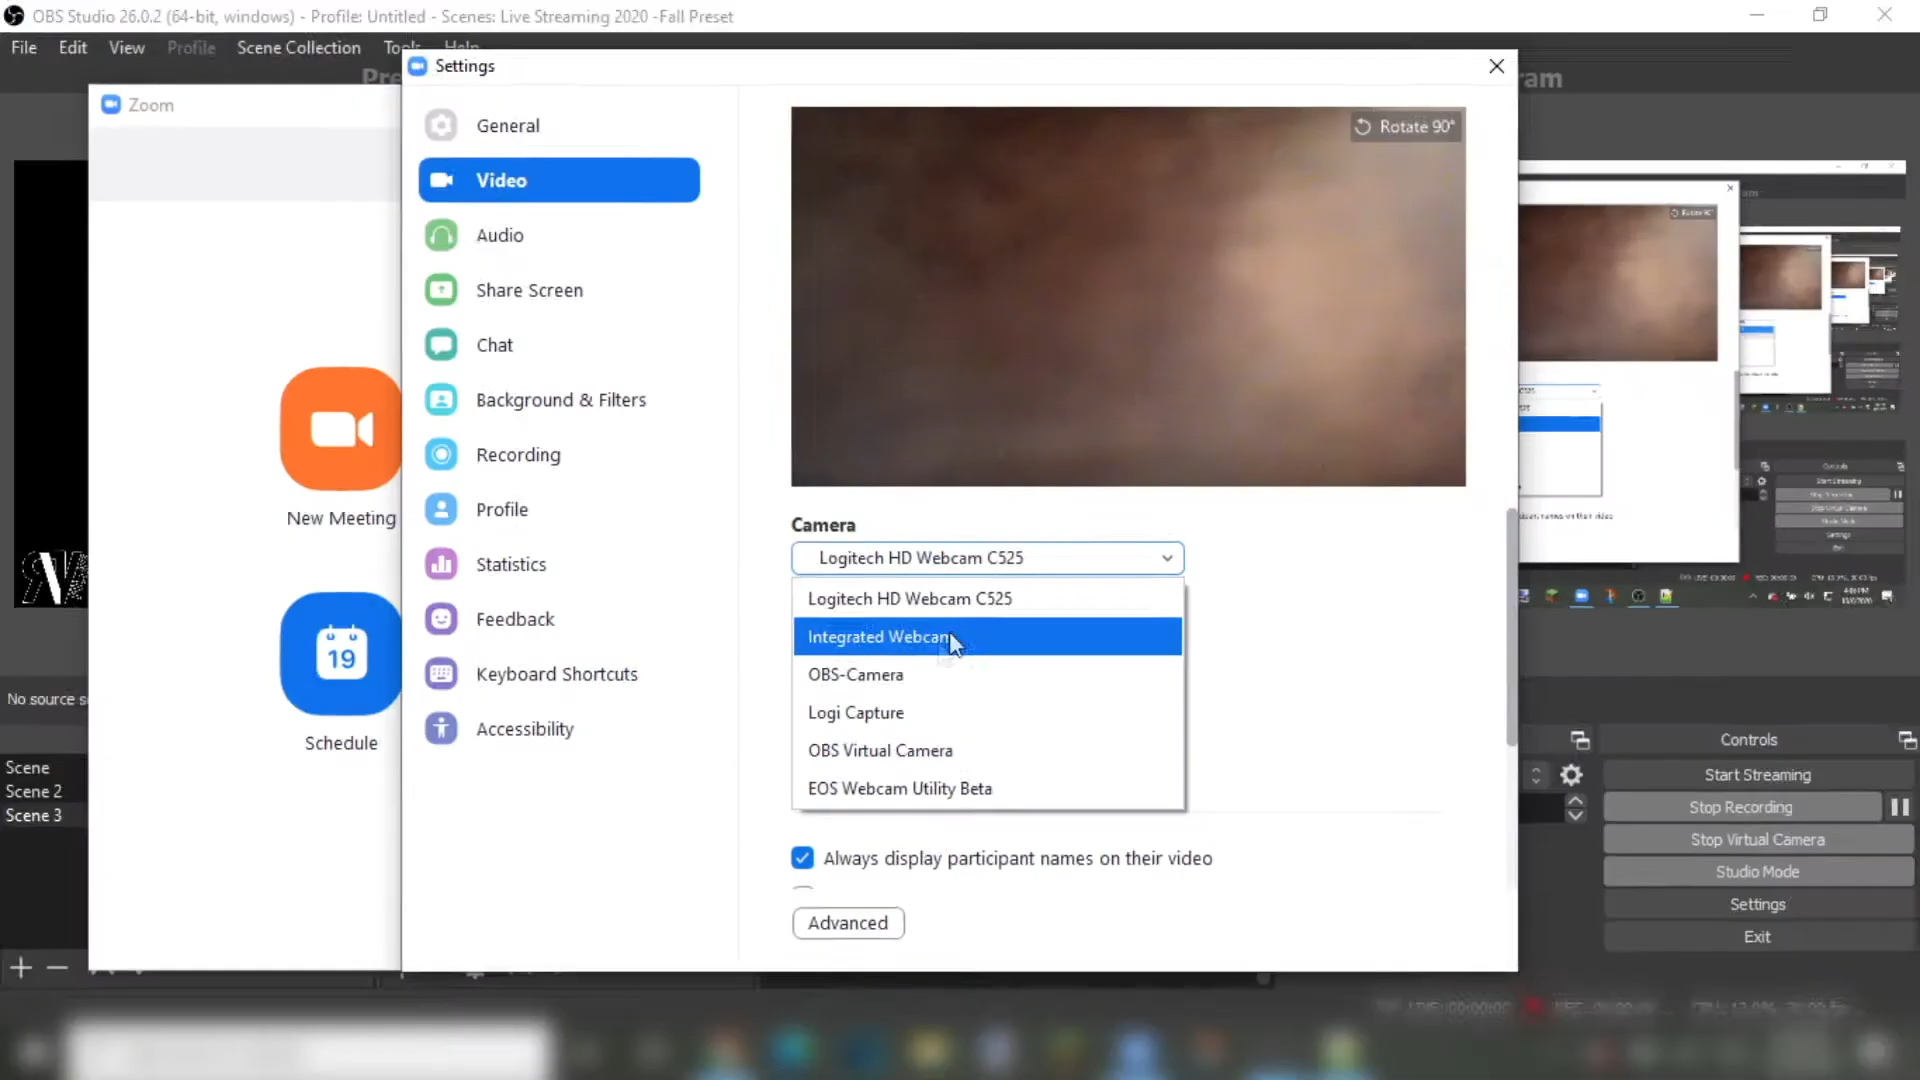 OBS Studio 26.0.2 (64-bit, windows) - Profile: Untitled - Scenes: Live Streaming 2020 -Fall Preset
File Edit View Profile Scene Collection Tools Help
Settings
Zoom
General
Video
Audio
Share Screen
Chat
Background & Filters
Recording
Profile
Statistics
Feedback
Keyboard Shortcuts
Accessibility
New Meeting
19
Schedule
Rotate 90°
Camera
Logitech HD Webcam C525
Logitech HD Webcam C525
Integrated Webcam
OBS-Camera
Logi Capture
OBS Virtual Camera
EOS Webcam Utility Beta
Always display participant names on their video
Advanced
No source s
Scene
Scene 2
Scene 3
Controls
Start Streaming
Stop Recording
Stop Virtual Camera
Studio Mode
Settings
Exit